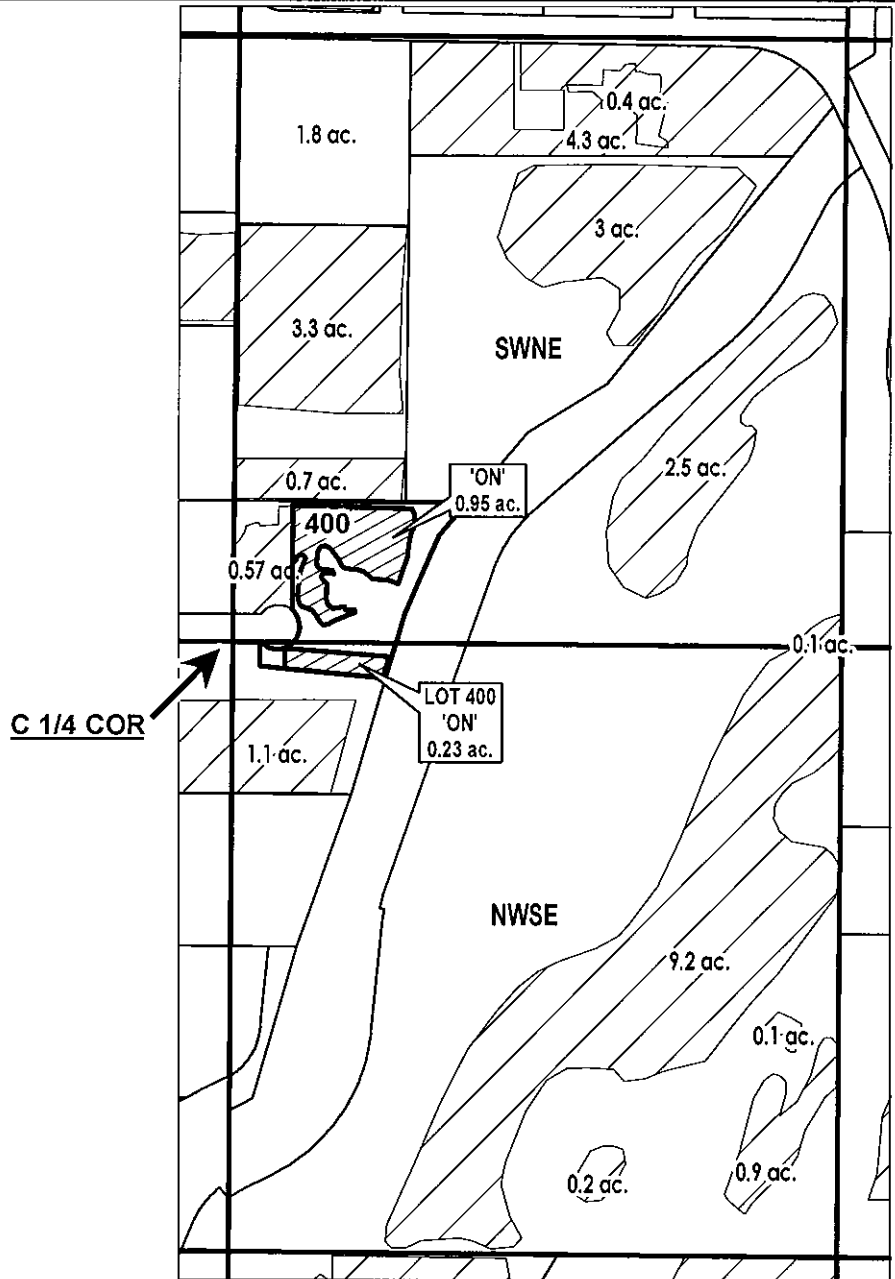 0.4 ac.
1.8 ac.
4.3 ac.
3 ac.
3.3 ac.
SWNE
2.5 ac.
0.7 ac.
'ON'
0.95 ac.
400
0.57 ac.
0.1 ac.
C 1/4 COR
LOT 400
'ON'
0.23 ac.
1.1 ac.
NWSE
9.2 ac.
0.1 ac.
0.2 ac.
0.9 ac.